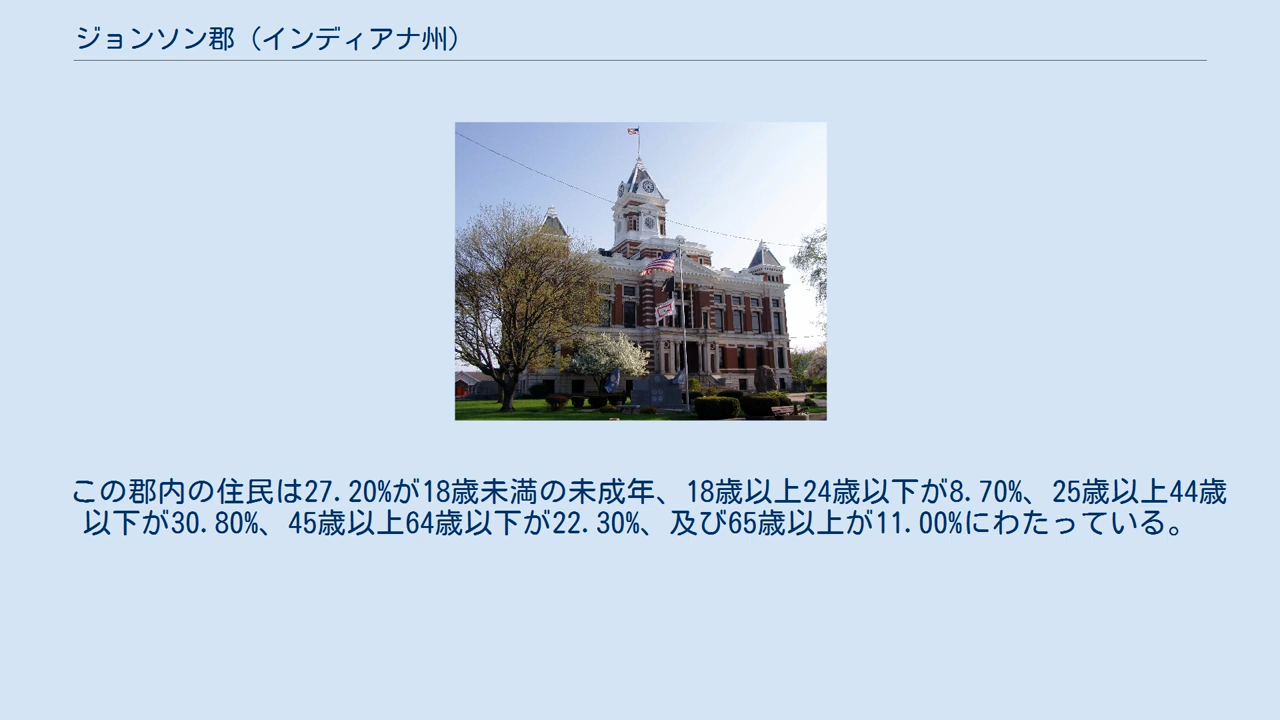 ジョンソン郡（インディアナ州）
この郡内の住民は27.20%が18歳未満の未成年、18歳以上24歳以下が8.70%、25歳以上44歳
以下が30.80%、45歳以上64歳以下が22.30%、及び65歳以上が11.00%にわたっている。